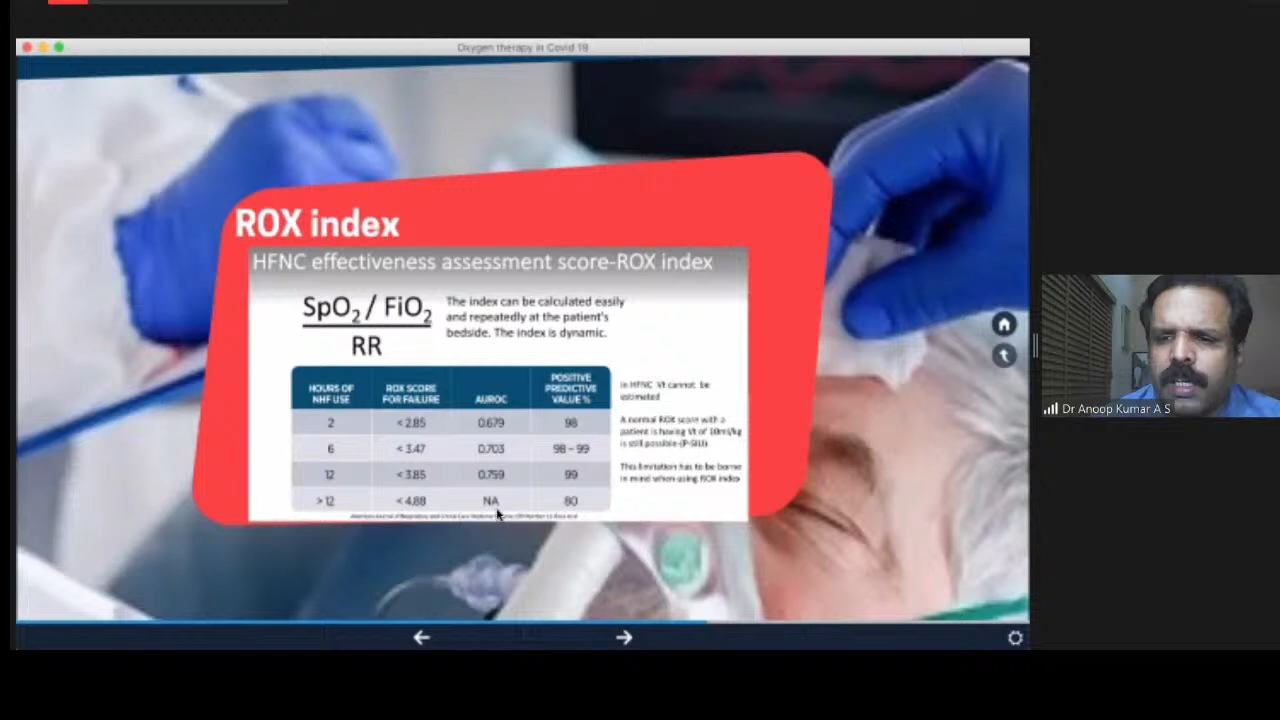 Oxygen therapy in Covid 19
ROX index
HFNC effectiveness assessment score-ROX index
SpO₂ / FiO₂
RR
The index can be calculated easily
and repeatedly at the patient's
bedside. The index is dynamic.
HOURS OF NHF USE ROX SCORE FOR FAILURE AUROC POSITIVE PREDICTIVE VALUE %
2 < 2.85 0.679 98
6 < 3.47 0.703 98 – 99
12 < 3.85 0.759 99
> 12 < 4.88 NA 80
In HFNC Vt cannot be
estimated
A normal ROX score with a
patient is having Vt of 10ml/kg
is still possible-(P-SILI)
This limitation has to be borne
in mind when using ROX index
Dr Anoop Kumar A S